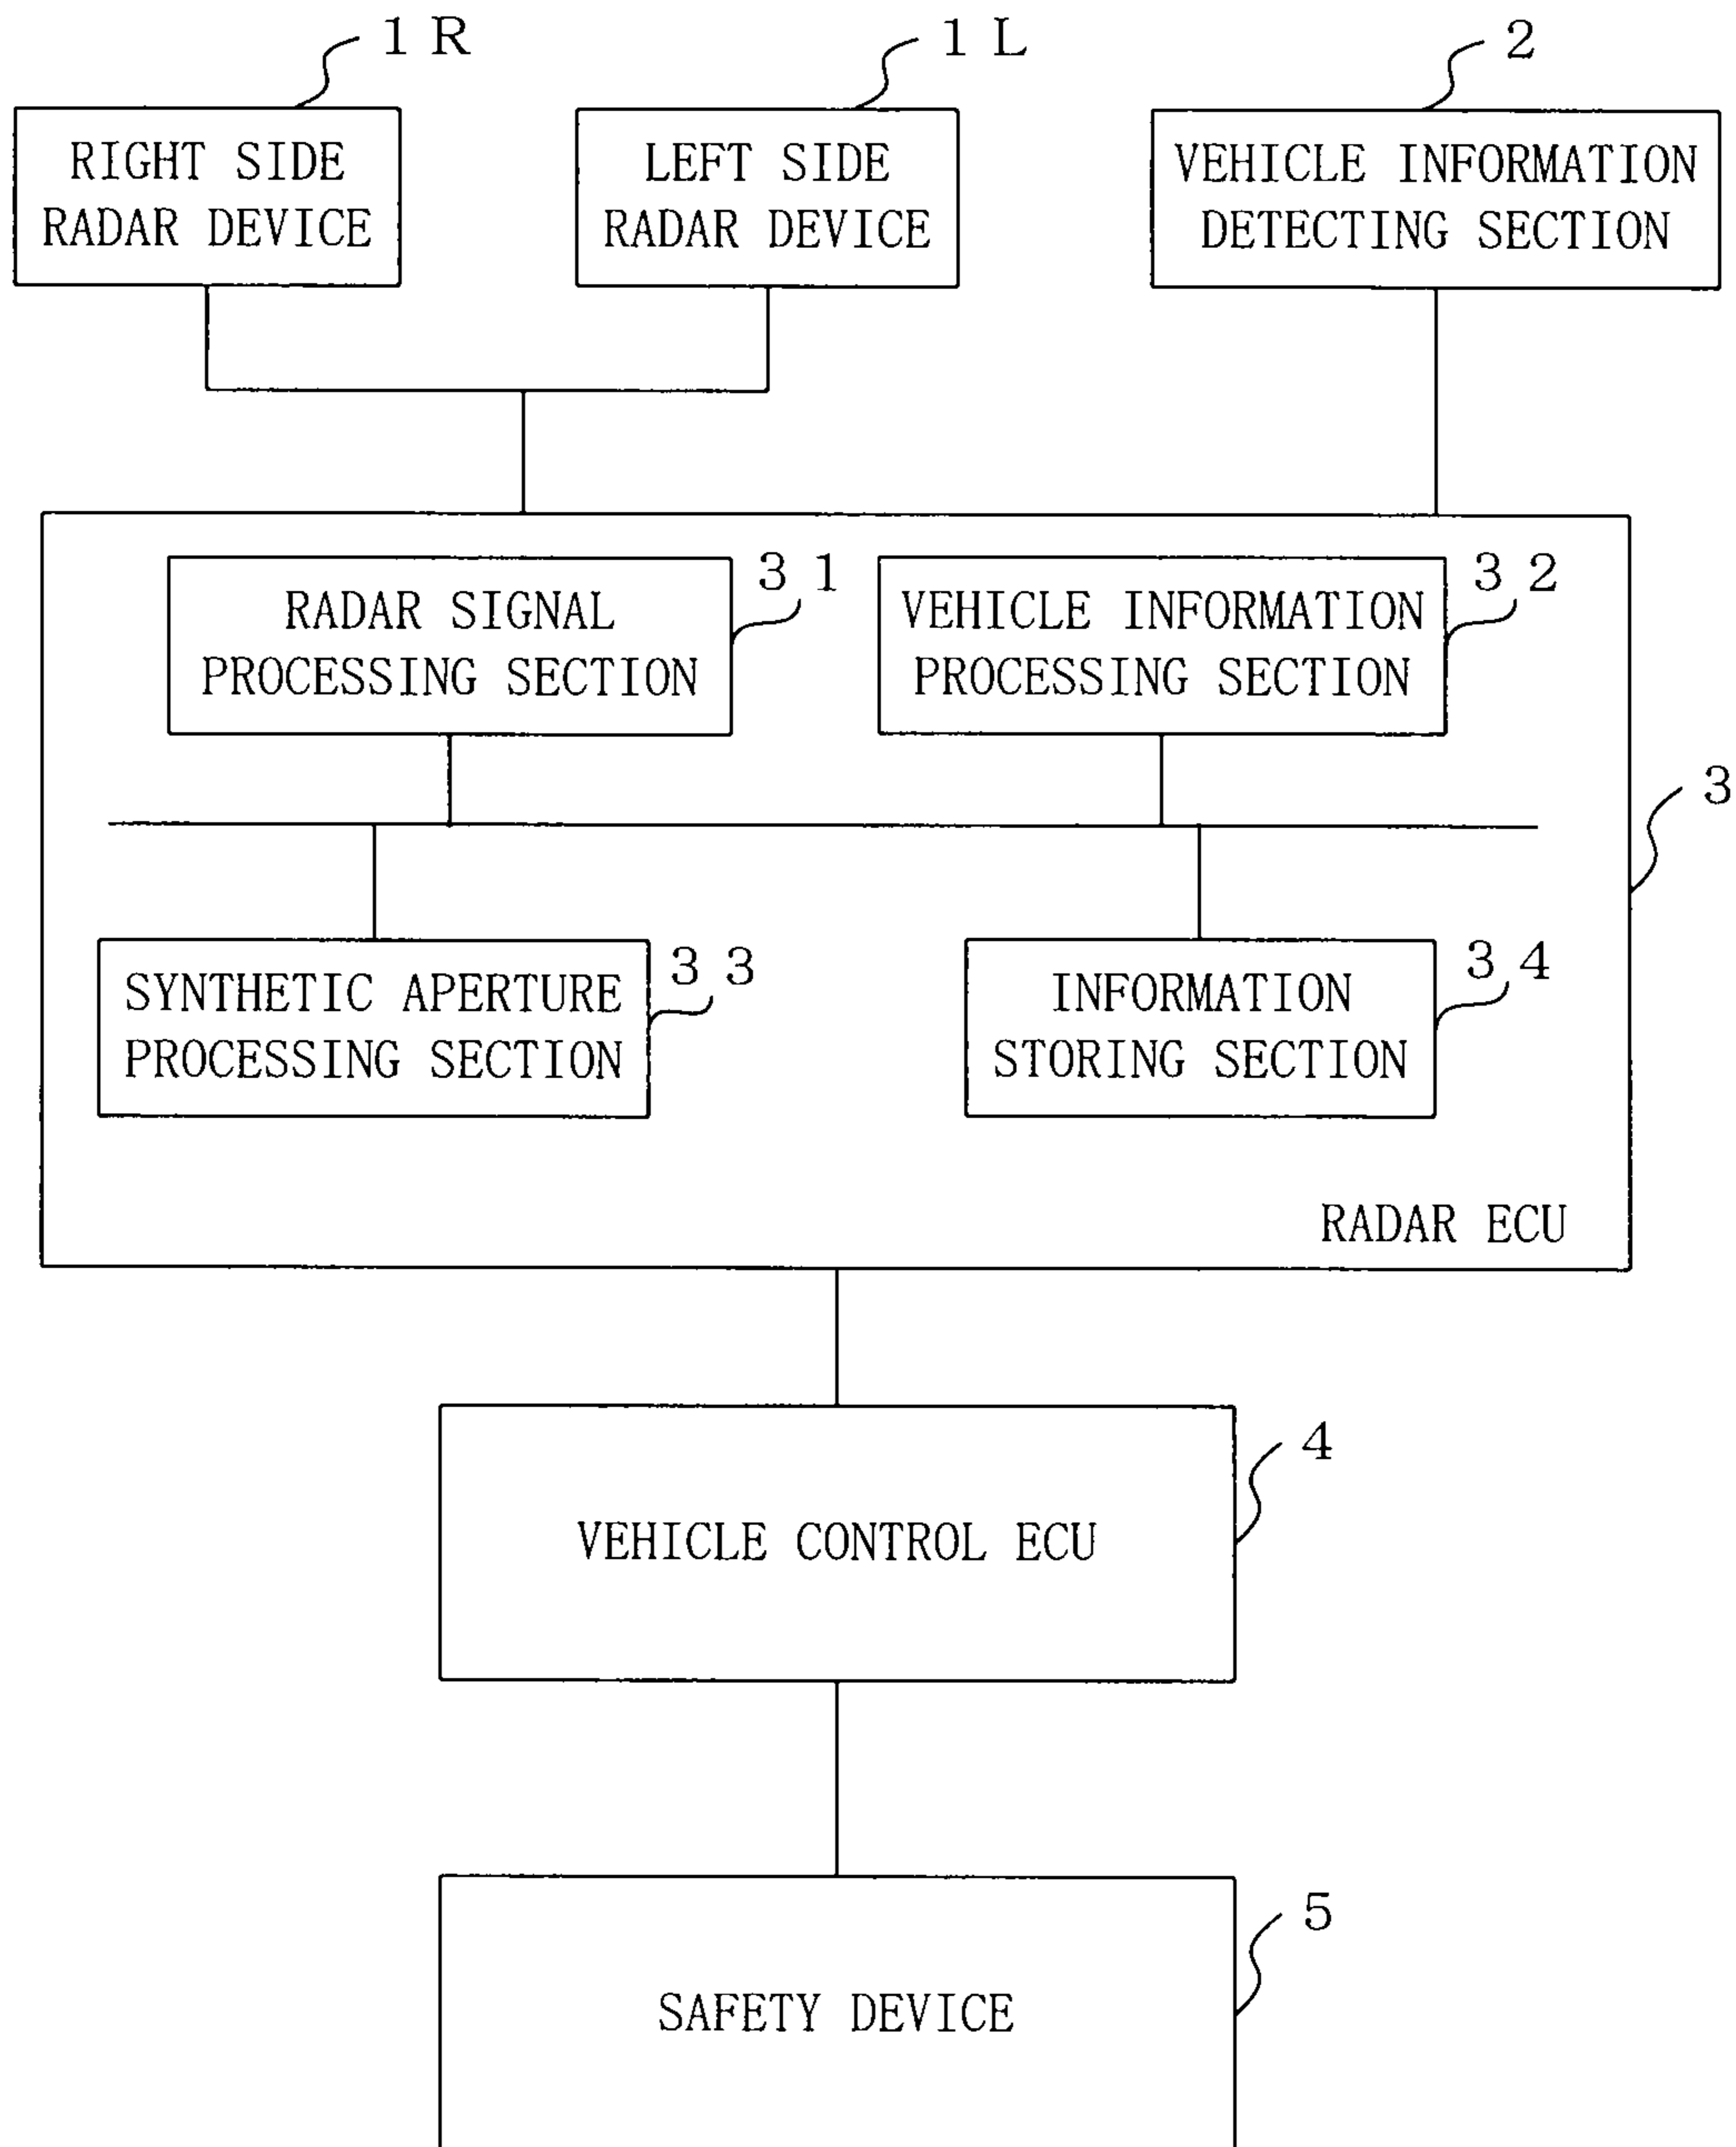 1R
1L
2
RIGHT SIDE
RADAR DEVICE
LEFT SIDE
RADAR DEVICE
VEHICLE INFORMATION
DETECTING SECTION
31
32
RADAR SIGNAL
PROCESSING SECTION
VEHICLE INFORMATION
PROCESSING SECTION
3
33
34
SYNTHETIC APERTURE
PROCESSING SECTION
INFORMATION
STORING SECTION
RADAR ECU
4
VEHICLE CONTROL ECU
5
SAFETY DEVICE